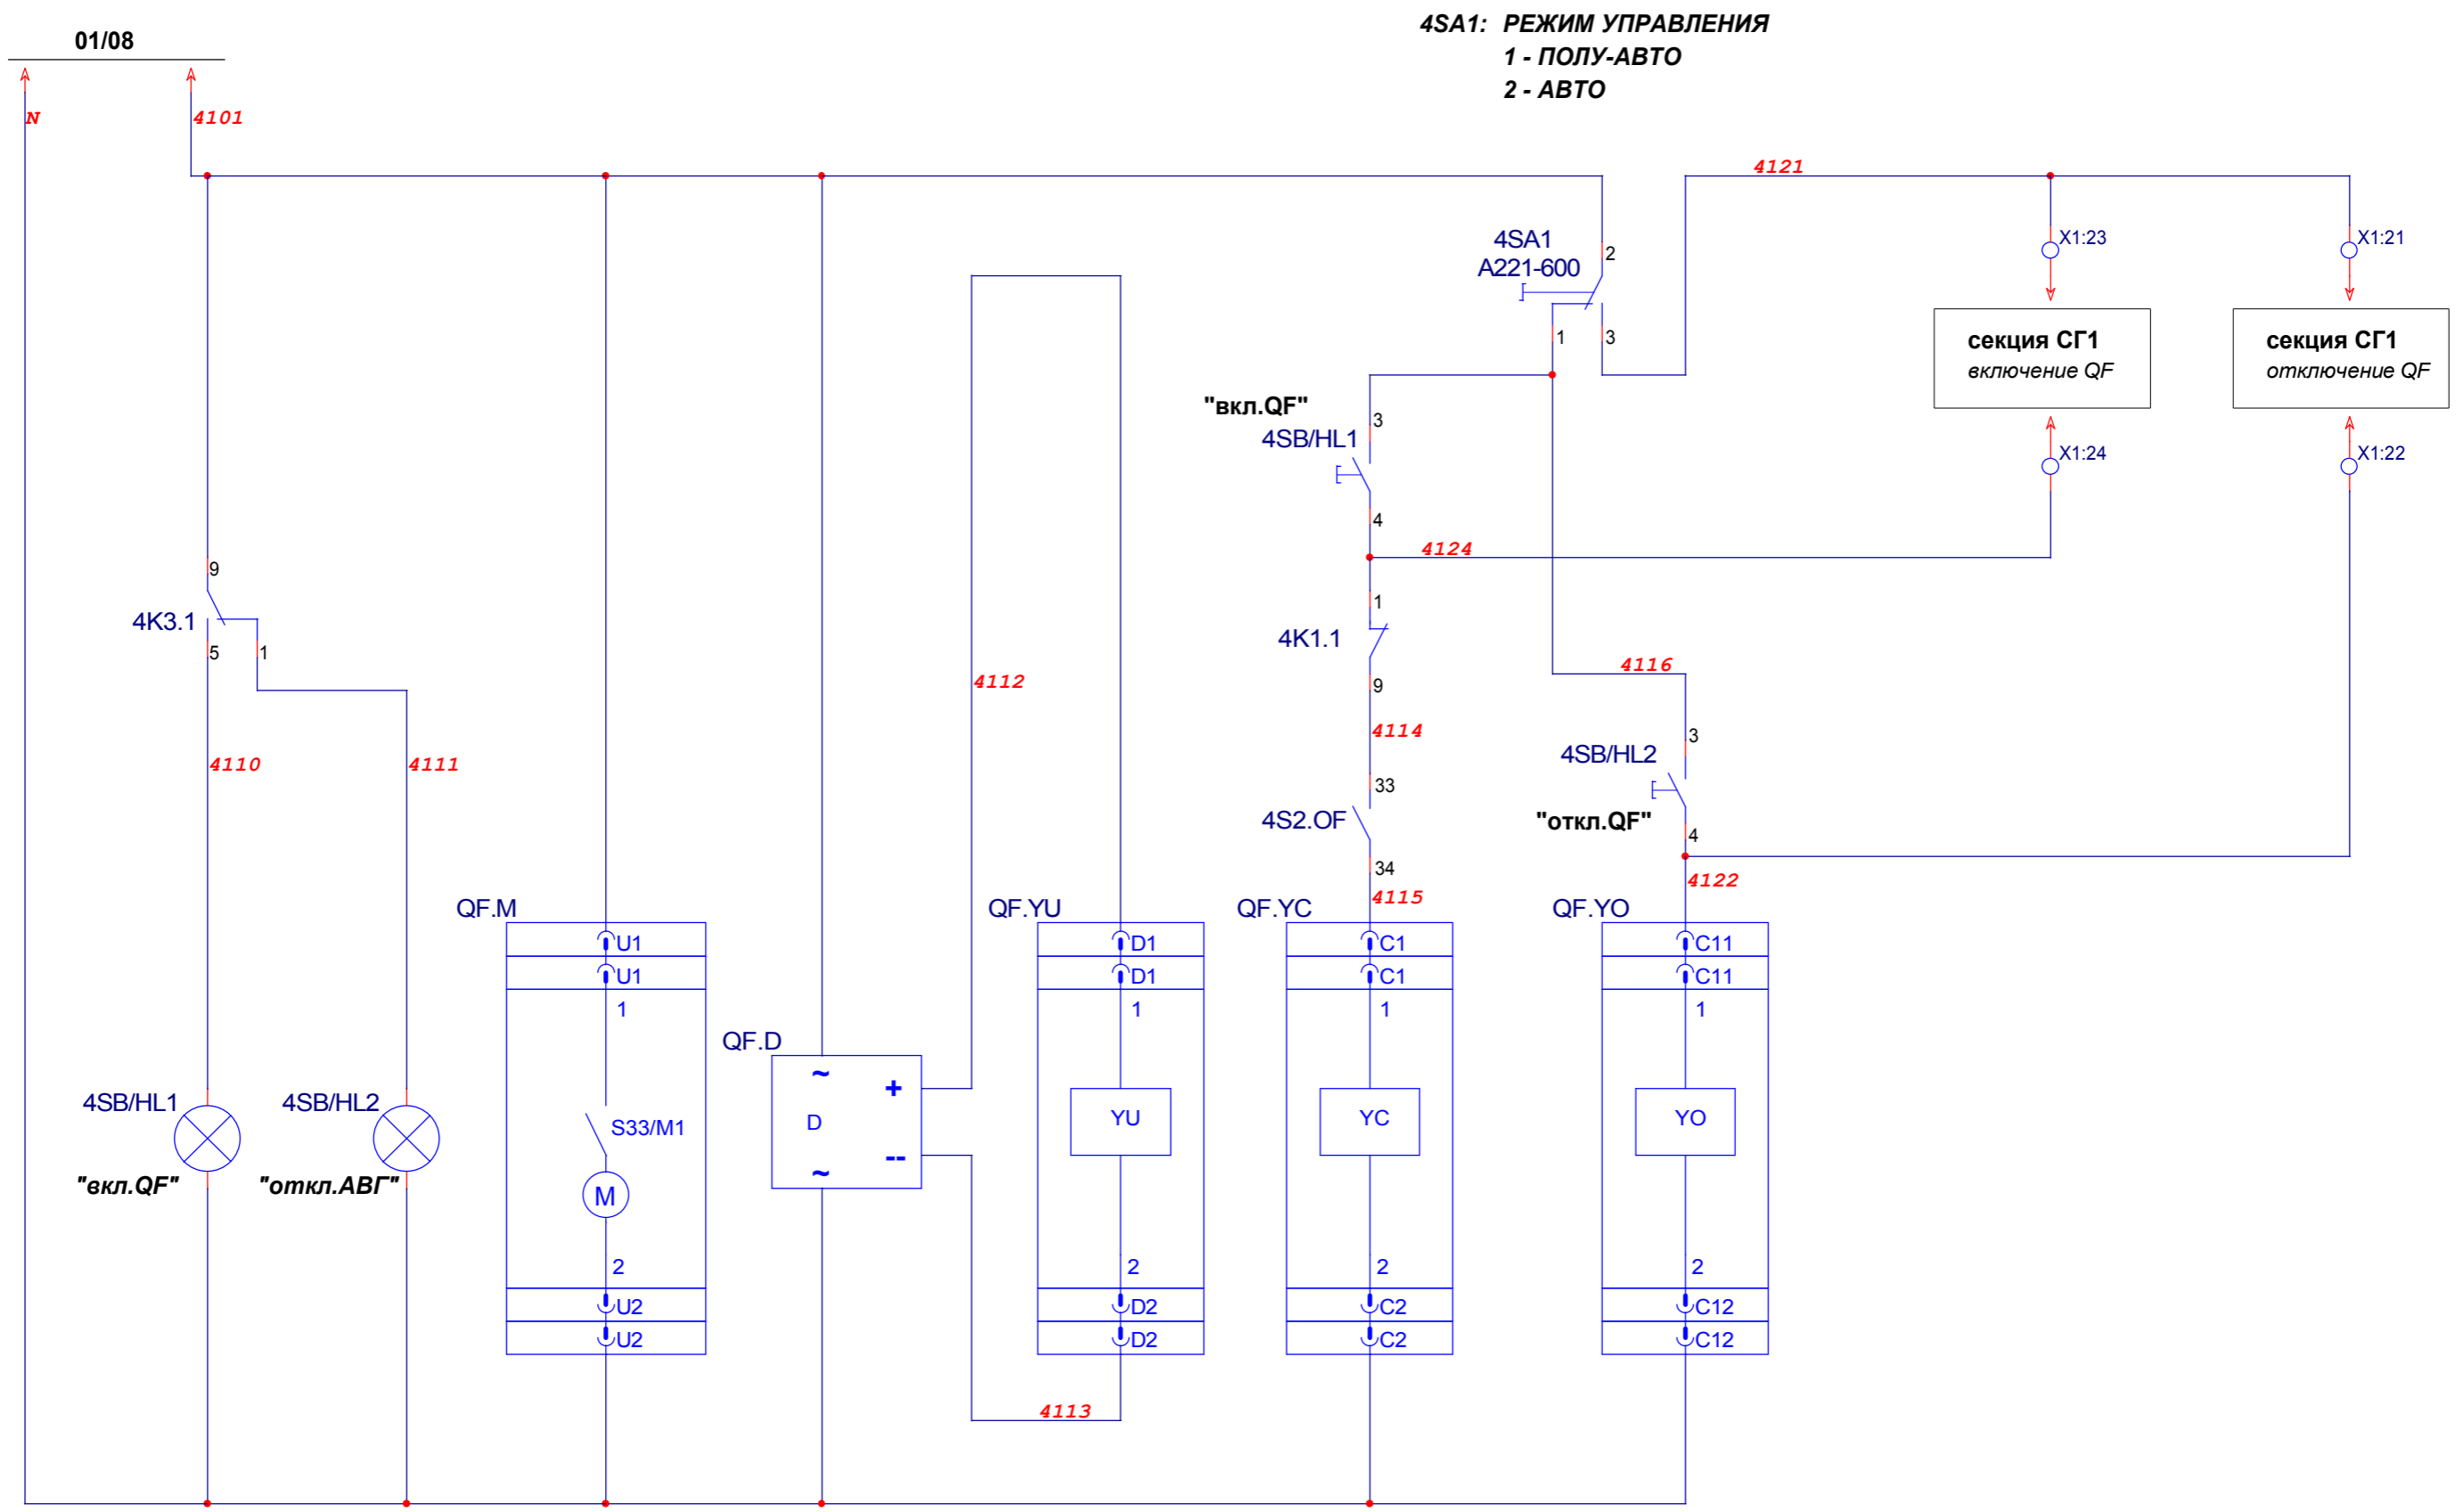 4SA1: РЕЖИМ УПРАВЛЕНИЯ
1 - ПОЛУ-АВТО
2 - АВТО
01/08
N
4101
4121
4SA1
A221-600
2
1
3
X1:23
X1:21
секция СГ1
включение QF
секция СГ1
отключение QF
X1:24
X1:22
"вкл.QF"
4SB/HL1
3
4
4124
9
4K3.1
5
1
1
4K1.1
9
4112
4116
4114
4110
4111
33
4S2.OF
34
4115
3
4SB/HL2
"откл.QF"
4
4122
QF.M
U1
U1
1
S33/M1
M
2
U2
U2
QF.D
~
+
D
--
~
QF.YU
D1
D1
1
YU
2
D2
D2
4113
QF.YC
C1
C1
1
YC
2
C2
C2
QF.YO
C11
C11
1
YO
2
C12
C12
4SB/HL1
"вкл.QF"
4SB/HL2
"откл.АВГ"